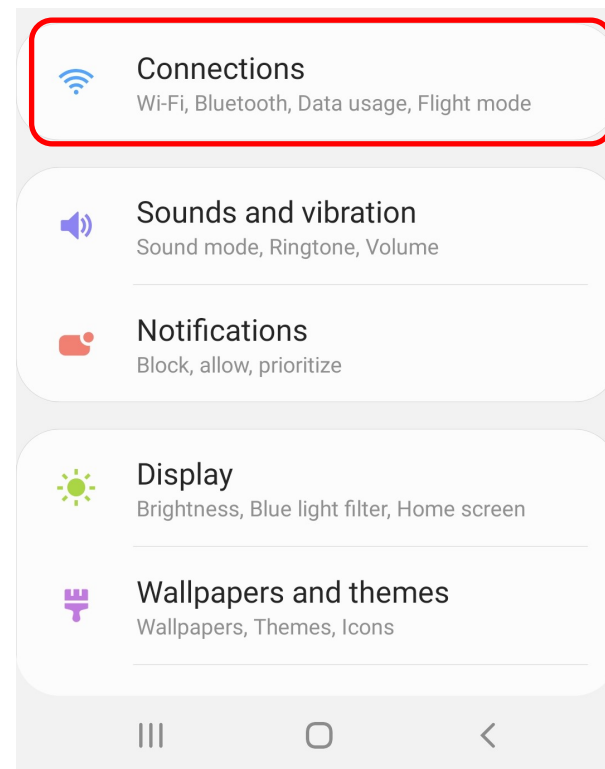 Connections
Wi-Fi, Bluetooth, Data usage, Flight mode
Sounds and vibration
Sound mode, Ringtone, Volume
Notifications
Block, allow, prioritize
Display
Brightness, Blue light filter, Home screen
Wallpapers and themes
Wallpapers, Themes, Icons